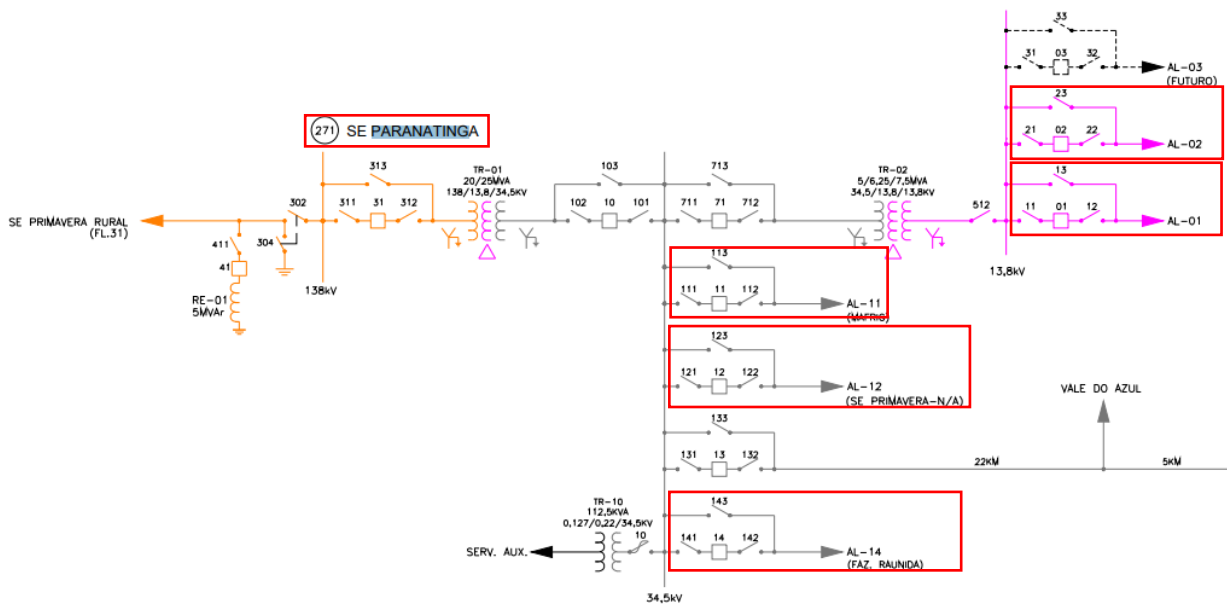 33
31 03 32
AL-03
(FUTURO)
23
21 02 22
AL-02
13
11 01 12
AL-01
13,8kV
271 SE PARANATINGA
SE PRIMAVERA RURAL
(FL.31)
302
304
411
41
RE-01
5MVAr
138kV
313
311 31 312
TR-01
20/25MVA
138/13,8/34,5KV
103
102 10 101
713
711 71 712
TR-02
5/6,25/7,5MVA
34,5/13,8/13,8KV
512
113
111 11 112
AL-11
(MAFRIG)
123
121 12 122
AL-12
(SE PRIMAVERA-N/A)
133
131 13 132
22KM
VALE DO AZUL
5KM
TR-10
112,5KVA
0,127/0,22/34,5KV
10
SERV. AUX.
143
141 14 142
AL-14
(FAZ. RAUNIDA)
34,5kV